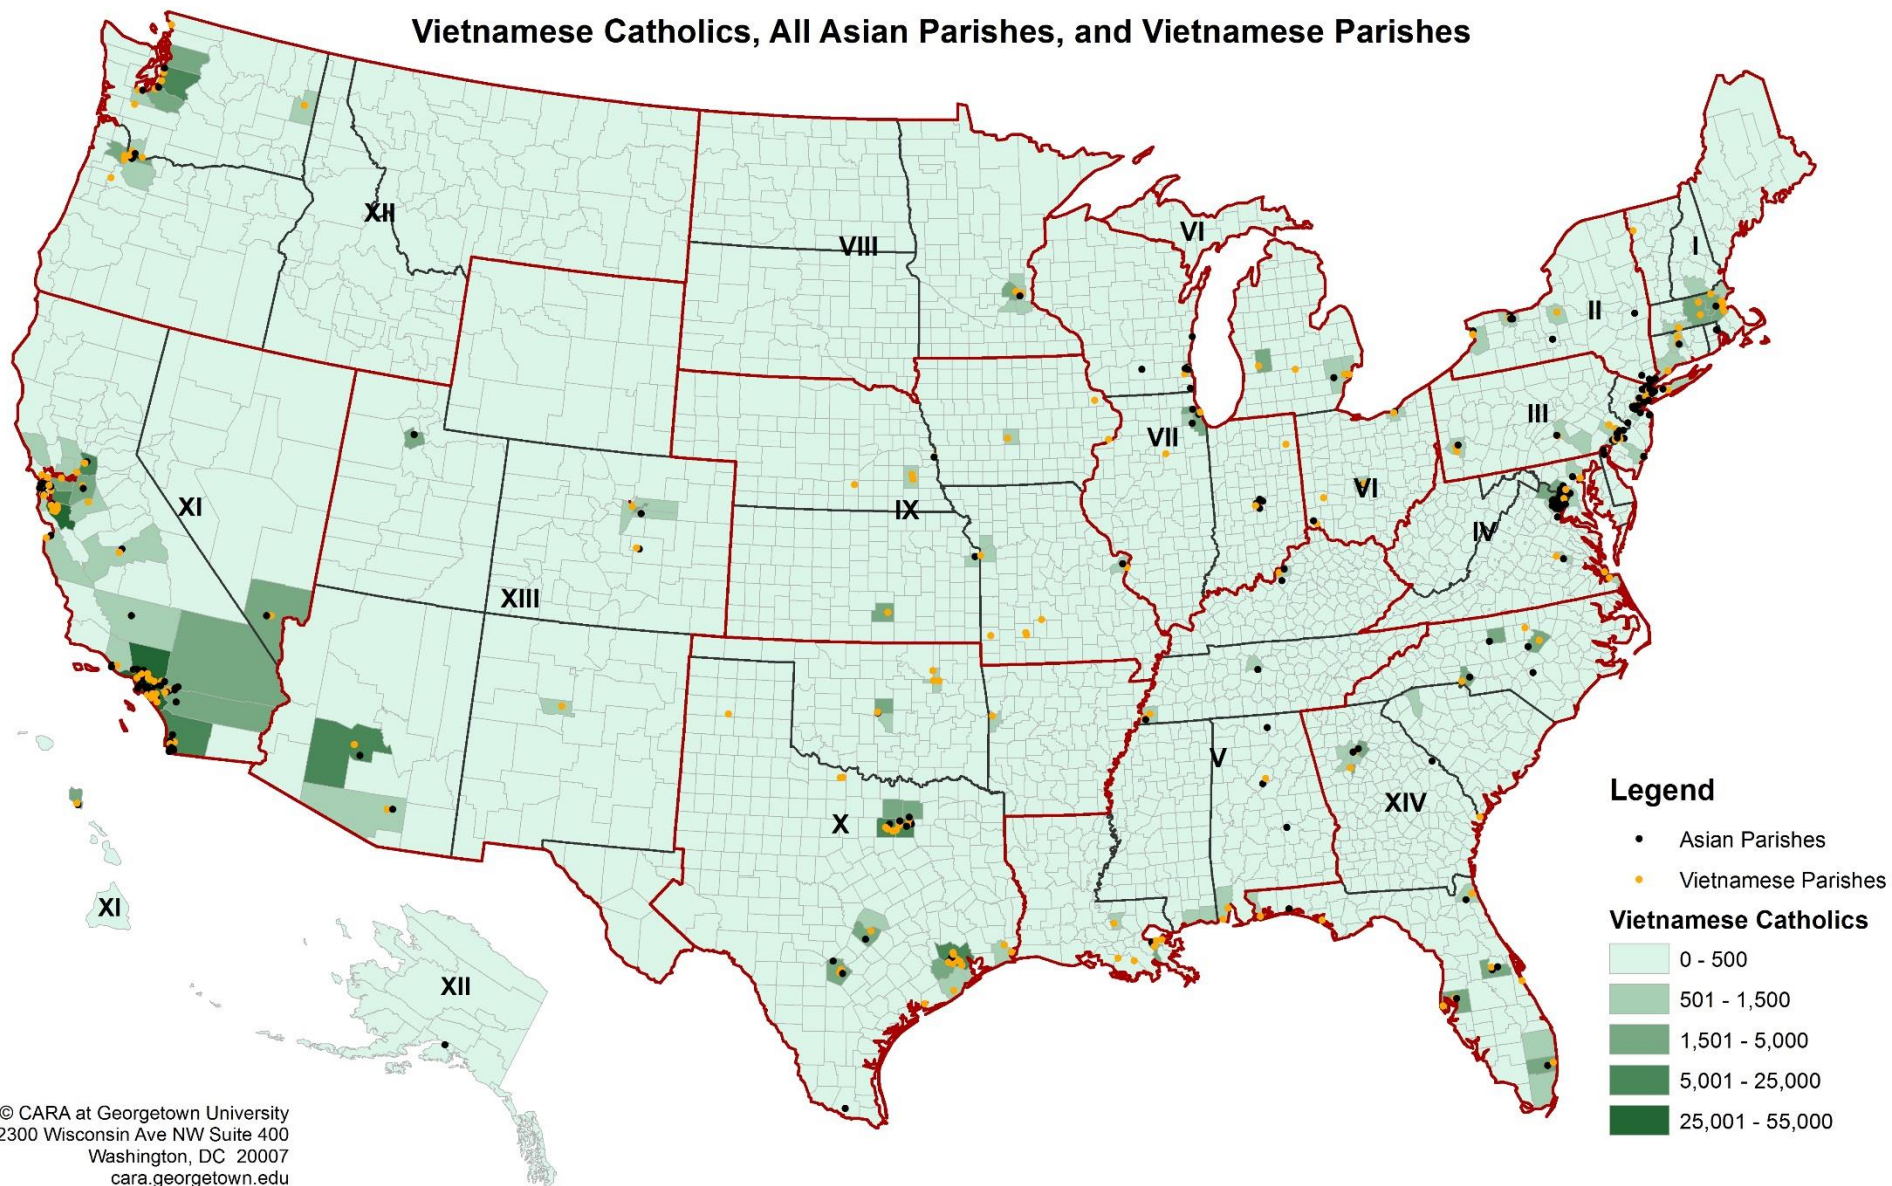 Vietnamese Catholics, All Asian Parishes, and Vietnamese Parishes
XII
VIII
VI
I
II
III
VII
XI
IX
VI
IV
XIII
V
X
XIV
XI
XII
Legend
Asian Parishes
Vietnamese Parishes
Vietnamese Catholics
0 - 500
501 - 1,500
1,501 - 5,000
5,001 - 25,000
25,001 - 55,000
© CARA at Georgetown University
2300 Wisconsin Ave NW Suite 400
Washington, DC 20007
cara.georgetown.edu